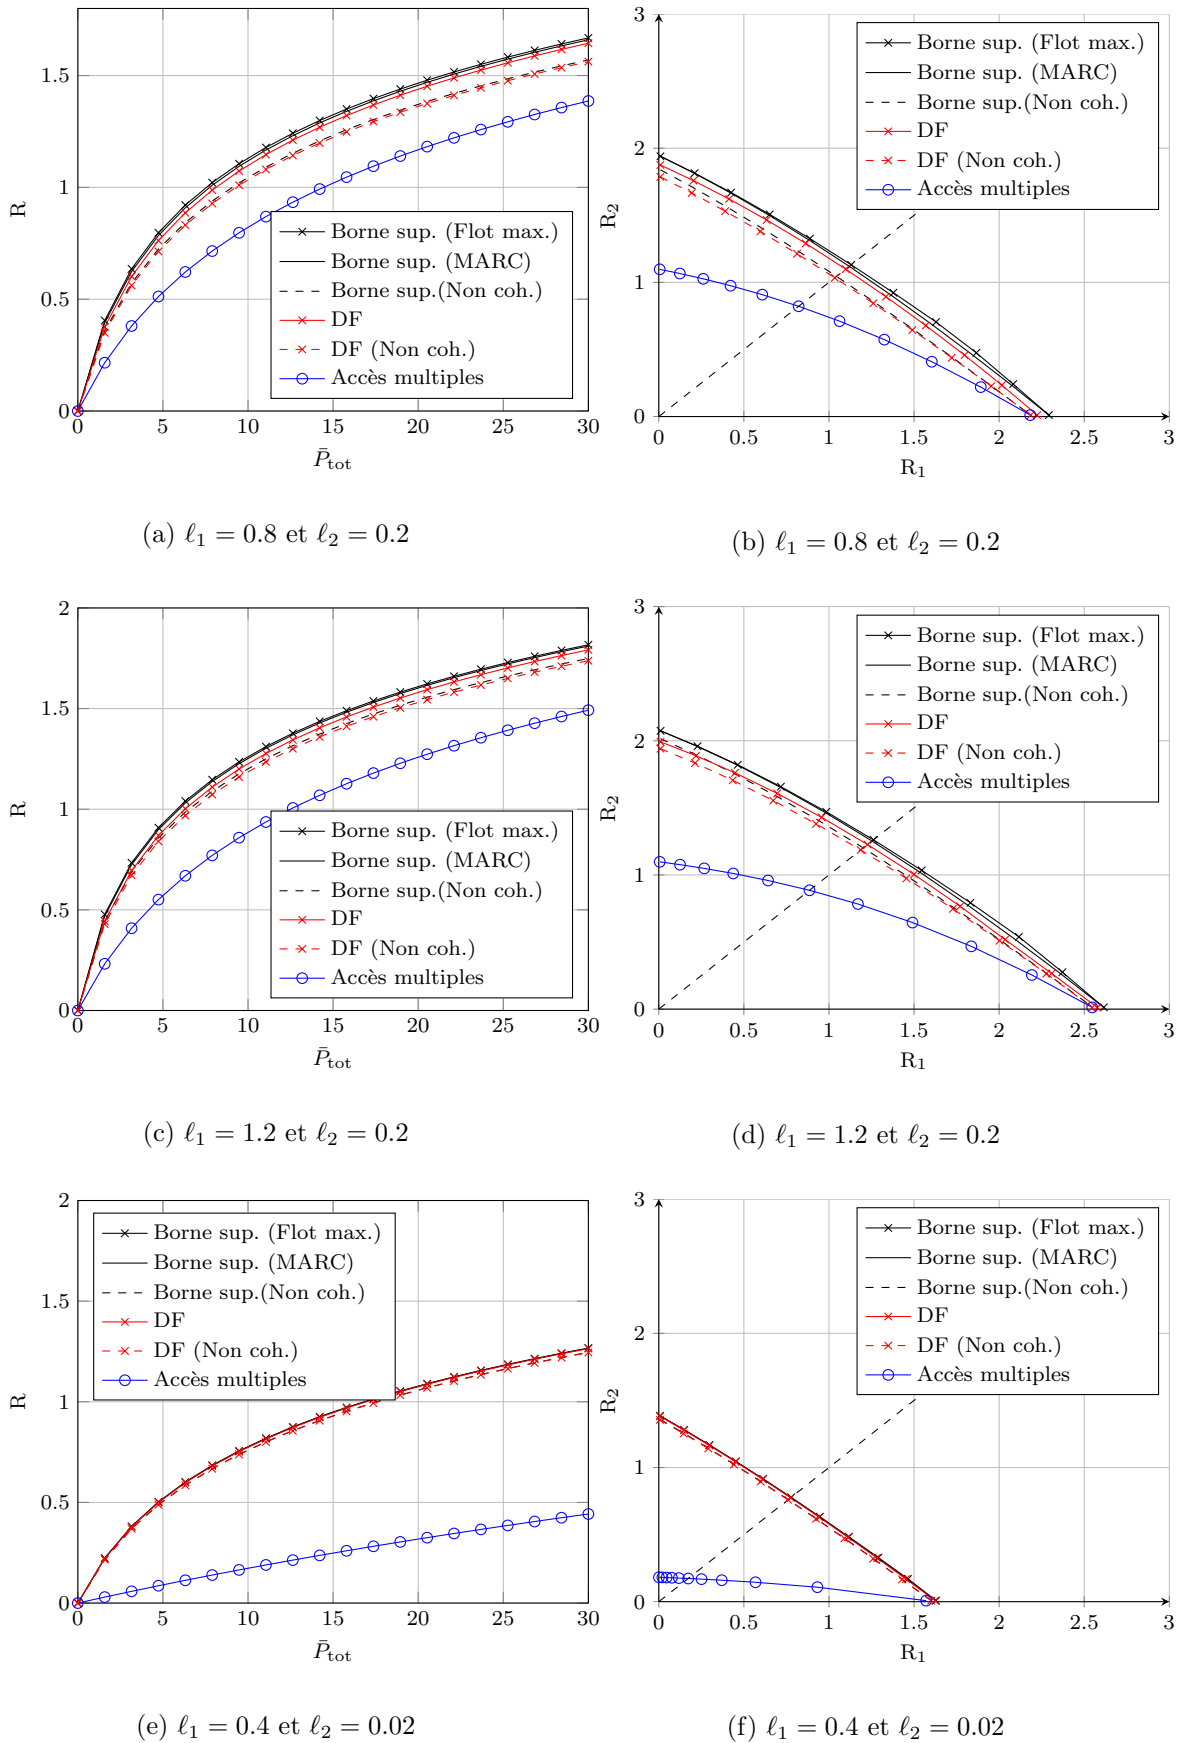 1.5
1
0.5
0
R
Borne sup. (Flot max.)
Borne sup. (MARC)
Borne sup.(Non coh.)
DF
DF (Non coh.)
Accès multiples
0 5 10 15 20 25 30
P̄tot
(a) ℓ1 = 0.8 et ℓ2 = 0.2
3
2
1
0
R2
Borne sup. (Flot max.)
Borne sup. (MARC)
Borne sup.(Non coh.)
DF
DF (Non coh.)
Accès multiples
0 0.5 1 1.5 2 2.5 3
R1
(b) ℓ1 = 0.8 et ℓ2 = 0.2
2
1.5
1
0.5
0
R
Borne sup. (Flot max.)
Borne sup. (MARC)
Borne sup.(Non coh.)
DF
DF (Non coh.)
Accès multiples
0 5 10 15 20 25 30
P̄tot
(c) ℓ1 = 1.2 et ℓ2 = 0.2
3
2
1
0
R2
Borne sup. (Flot max.)
Borne sup. (MARC)
Borne sup.(Non coh.)
DF
DF (Non coh.)
Accès multiples
0 0.5 1 1.5 2 2.5 3
R1
(d) ℓ1 = 1.2 et ℓ2 = 0.2
2
1.5
1
0.5
0
R
Borne sup. (Flot max.)
Borne sup. (MARC)
Borne sup.(Non coh.)
DF
DF (Non coh.)
Accès multiples
0 5 10 15 20 25 30
P̄tot
(e) ℓ1 = 0.4 et ℓ2 = 0.02
3
2
1
0
R2
Borne sup. (Flot max.)
Borne sup. (MARC)
Borne sup.(Non coh.)
DF
DF (Non coh.)
Accès multiples
0 0.5 1 1.5 2 2.5 3
R1
(f) ℓ1 = 0.4 et ℓ2 = 0.02